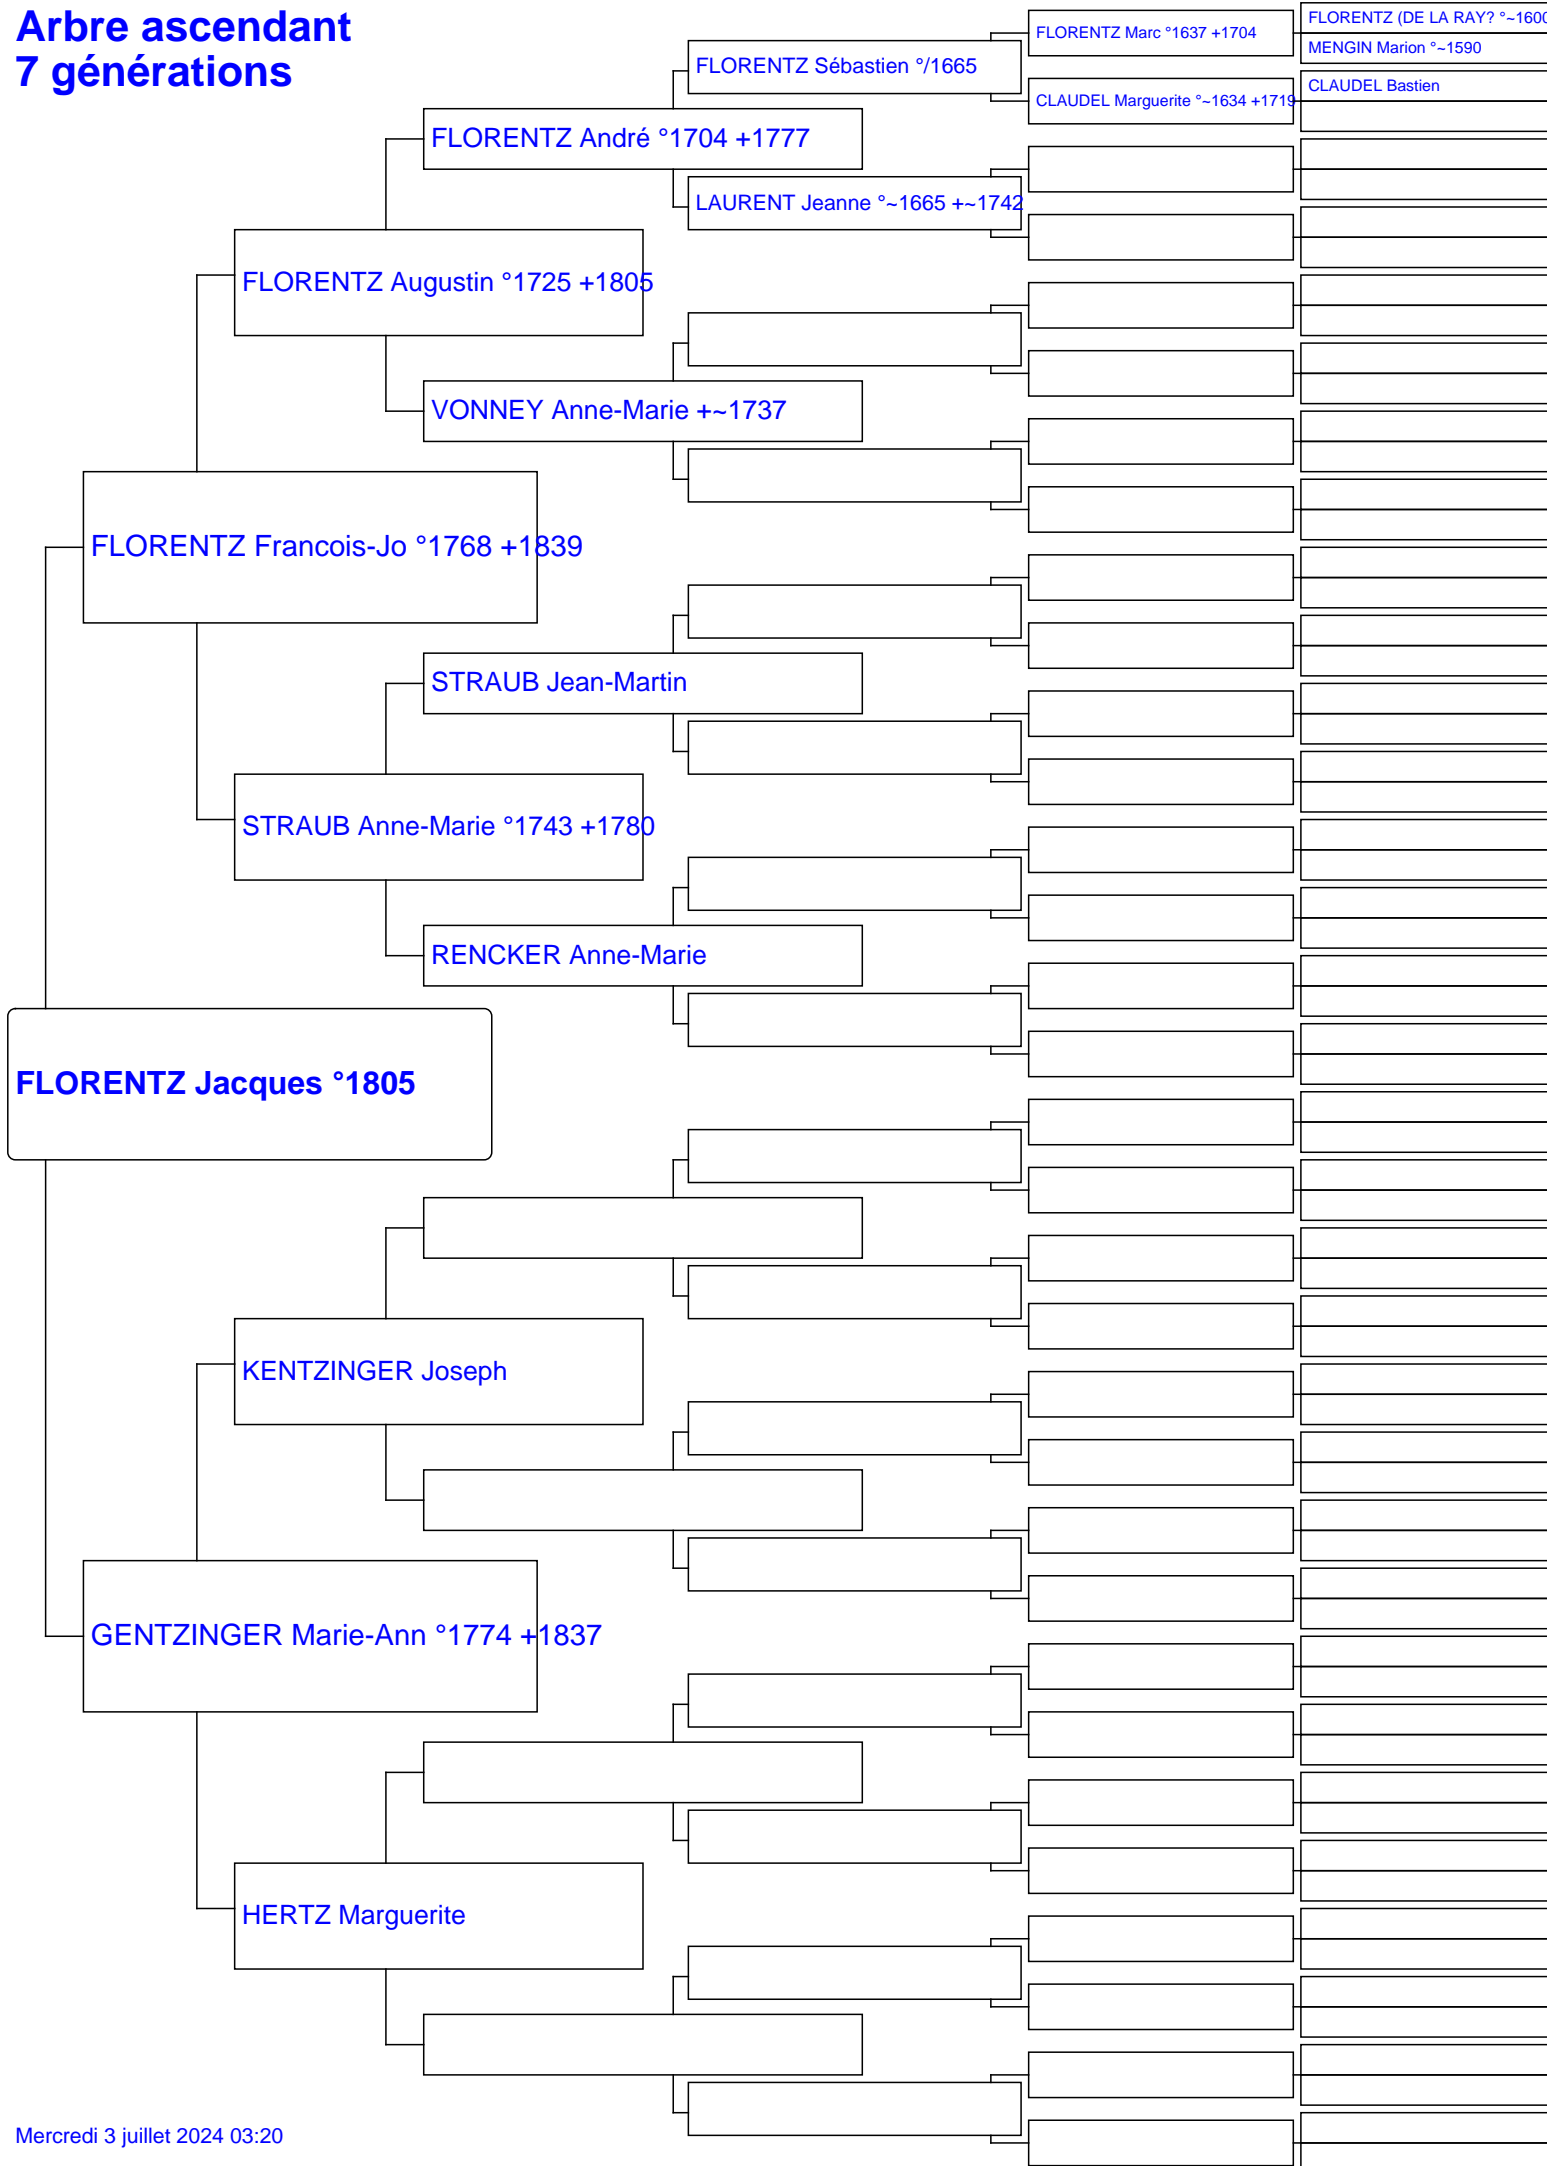 Arbre ascendant
7 générations
FLORENTZ Jacques °1805
FLORENTZ Francois-Jo °1768 +1839
GENTZINGER Marie-Ann °1774 +1837
FLORENTZ Augustin °1725 +1805
STRAUB Anne-Marie °1743 +1780
KENTZINGER Joseph
HERTZ Marguerite
FLORENTZ André °1704 +1777
VONNEY Anne-Marie +~1737
STRAUB Jean-Martin
RENCKER Anne-Marie
FLORENTZ Sébastien °/1665
LAURENT Jeanne °~1665 +~1742
FLORENTZ Marc °1637 +1704
CLAUDEL Marguerite °~1634 +1719
FLORENTZ (DE LA RAY? °~1600
MENGIN Marion °~1590
CLAUDEL Bastien
Mercredi 3 juillet 2024 03:20